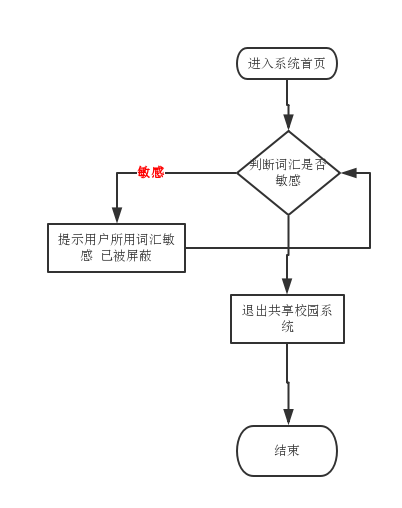 进入系统首页
判断词汇是否
敏感
敏感
提示用户所用词汇敏
感 已被屏蔽
退出共享校园系
统
结束